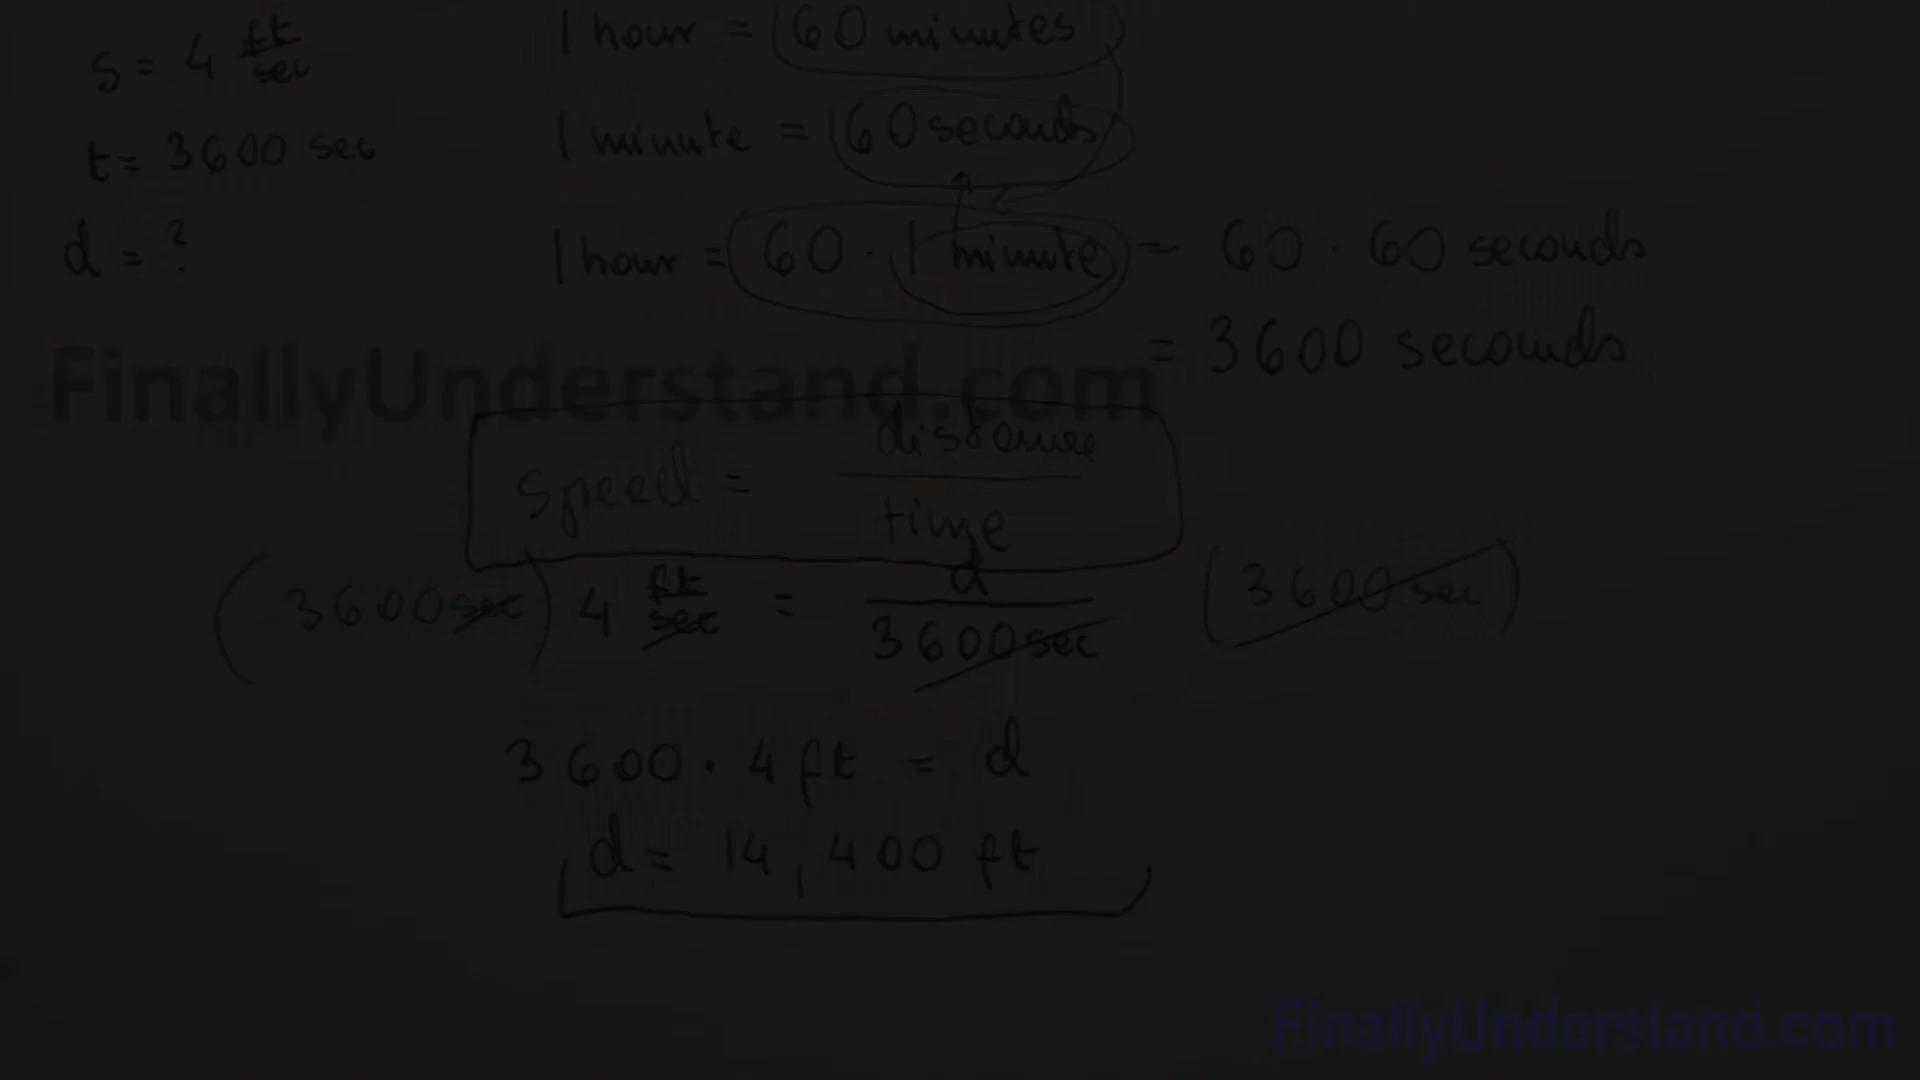 s = 4 ft/sec
t = 3600 sec
d = ?
1 hour = 60 minutes
1 minute = 60 seconds
1 hour = 60 · 1 minute = 60 · 60 seconds
= 3600 seconds
FinallyUnderstand.com
speed = distance/time
(3600 sec) 4 ft/sec = d/3600 sec (3600 sec)
3600 · 4 ft = d
d = 14,400 ft
FinallyUnderstand.com